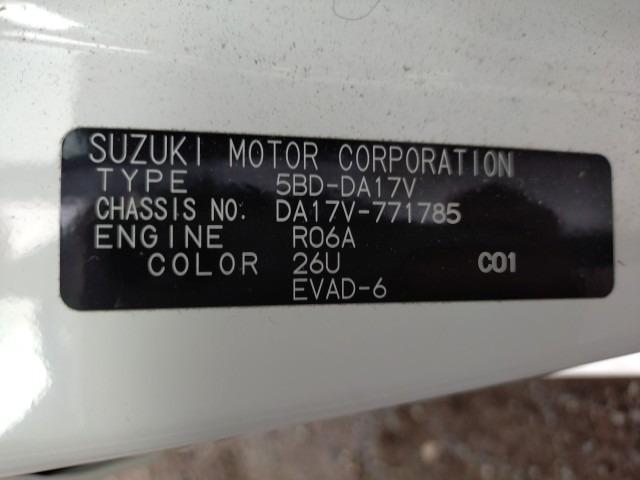 SUZUKI MOTOR CORPORATION
TYPE 5BD-DA17V
CHASSIS NO. DA17V-771785
ENGINE R06A
COLOR 26U C01
EVAD-6